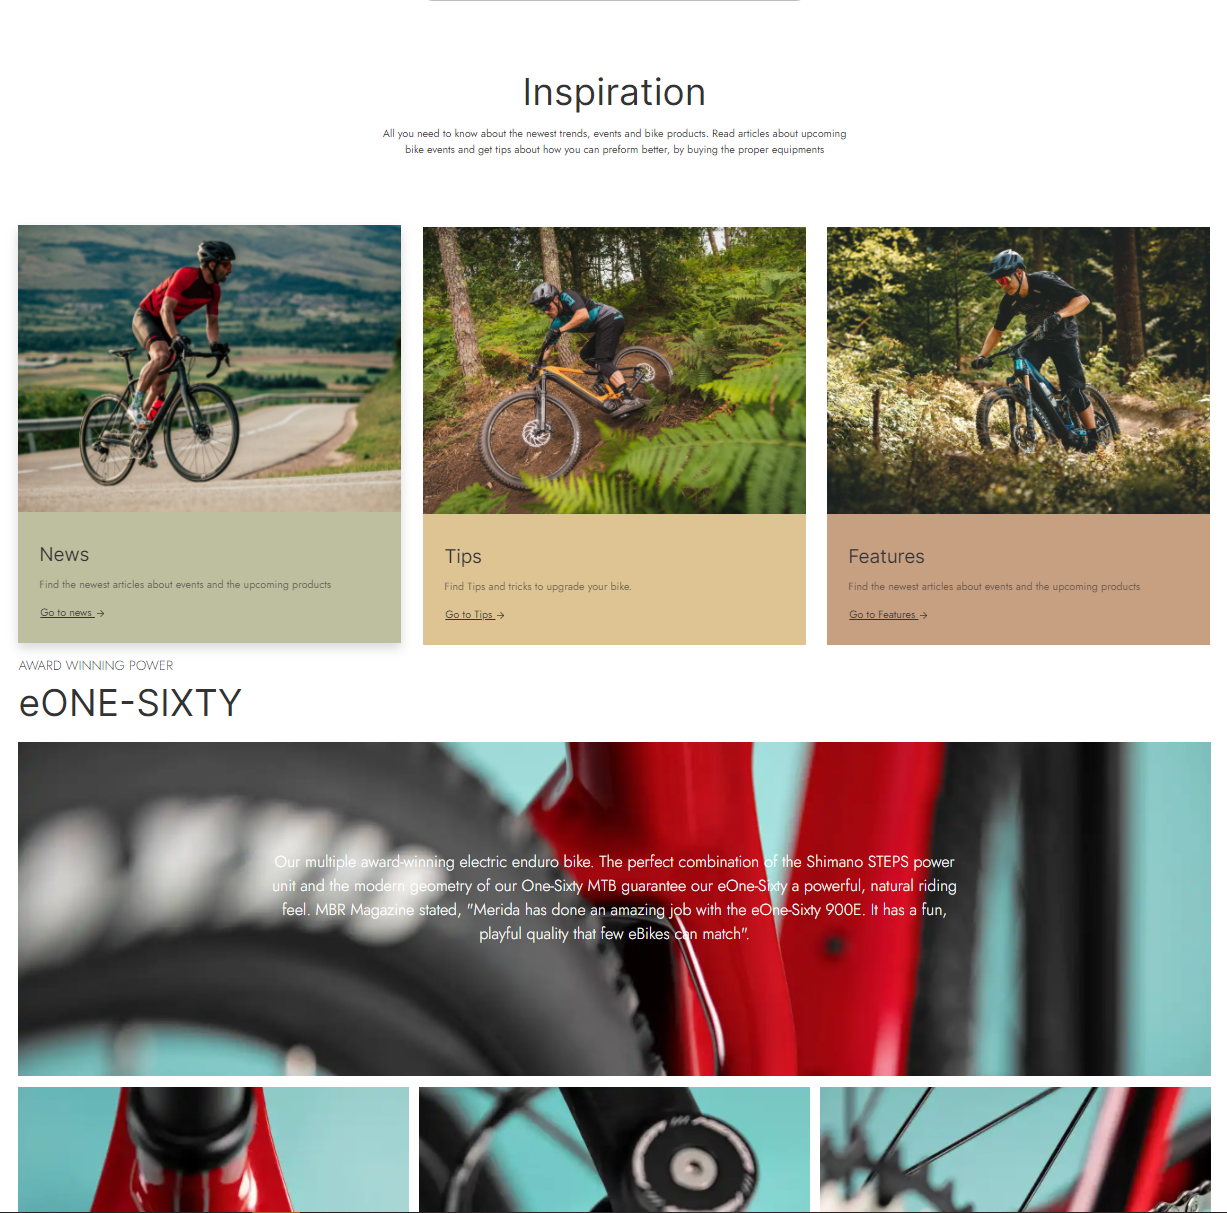 Inspiration
All you need to know about the newest trends, events and bike products. Read articles about upcoming
bike events and get tips about how you can preform better, by buying the proper equipments
News
Find the newest articles about events and the upcoming products
Go to news →
Tips
Find Tips and tricks to upgrade your bike.
Go to Tips →
Features
Find the newest articles about events and the upcoming products
Go to Features →
AWARD WINNING POWER
eONE-SIXTY
Our multiple award-winning electric enduro bike. The perfect combination of the Shimano STEPS power
unit and the modern geometry of our One-Sixty MTB guarantee our eOne-Sixty a powerful, natural riding
feel. MBR Magazine stated, "Merida has done an amazing job with the eOne-Sixty 900E. It has a fun,
playful quality that few eBikes can match".